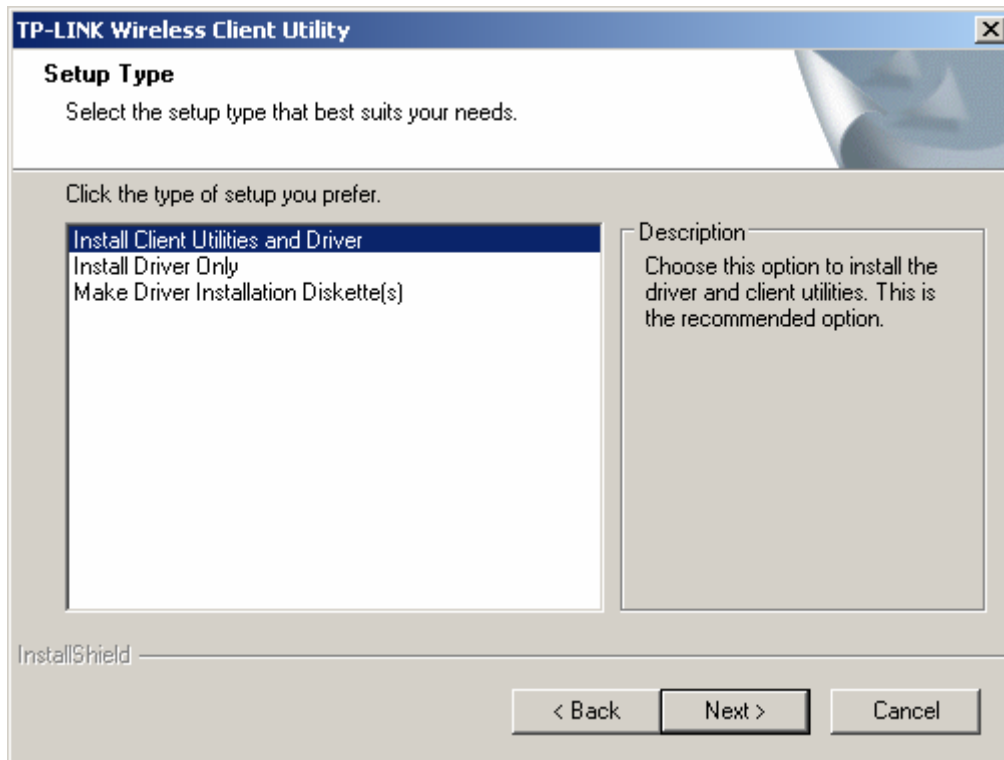 TP-LINK Wireless Client Utility
Setup Type
Select the setup type that best suits your needs.
Click the type of setup you prefer.
Install Client Utilities and Driver
Install Driver Only
Make Driver Installation Diskette(s)
Description
Choose this option to install the
driver and client utilities. This is
the recommended option.
InstallShield
< Back
Next >
Cancel